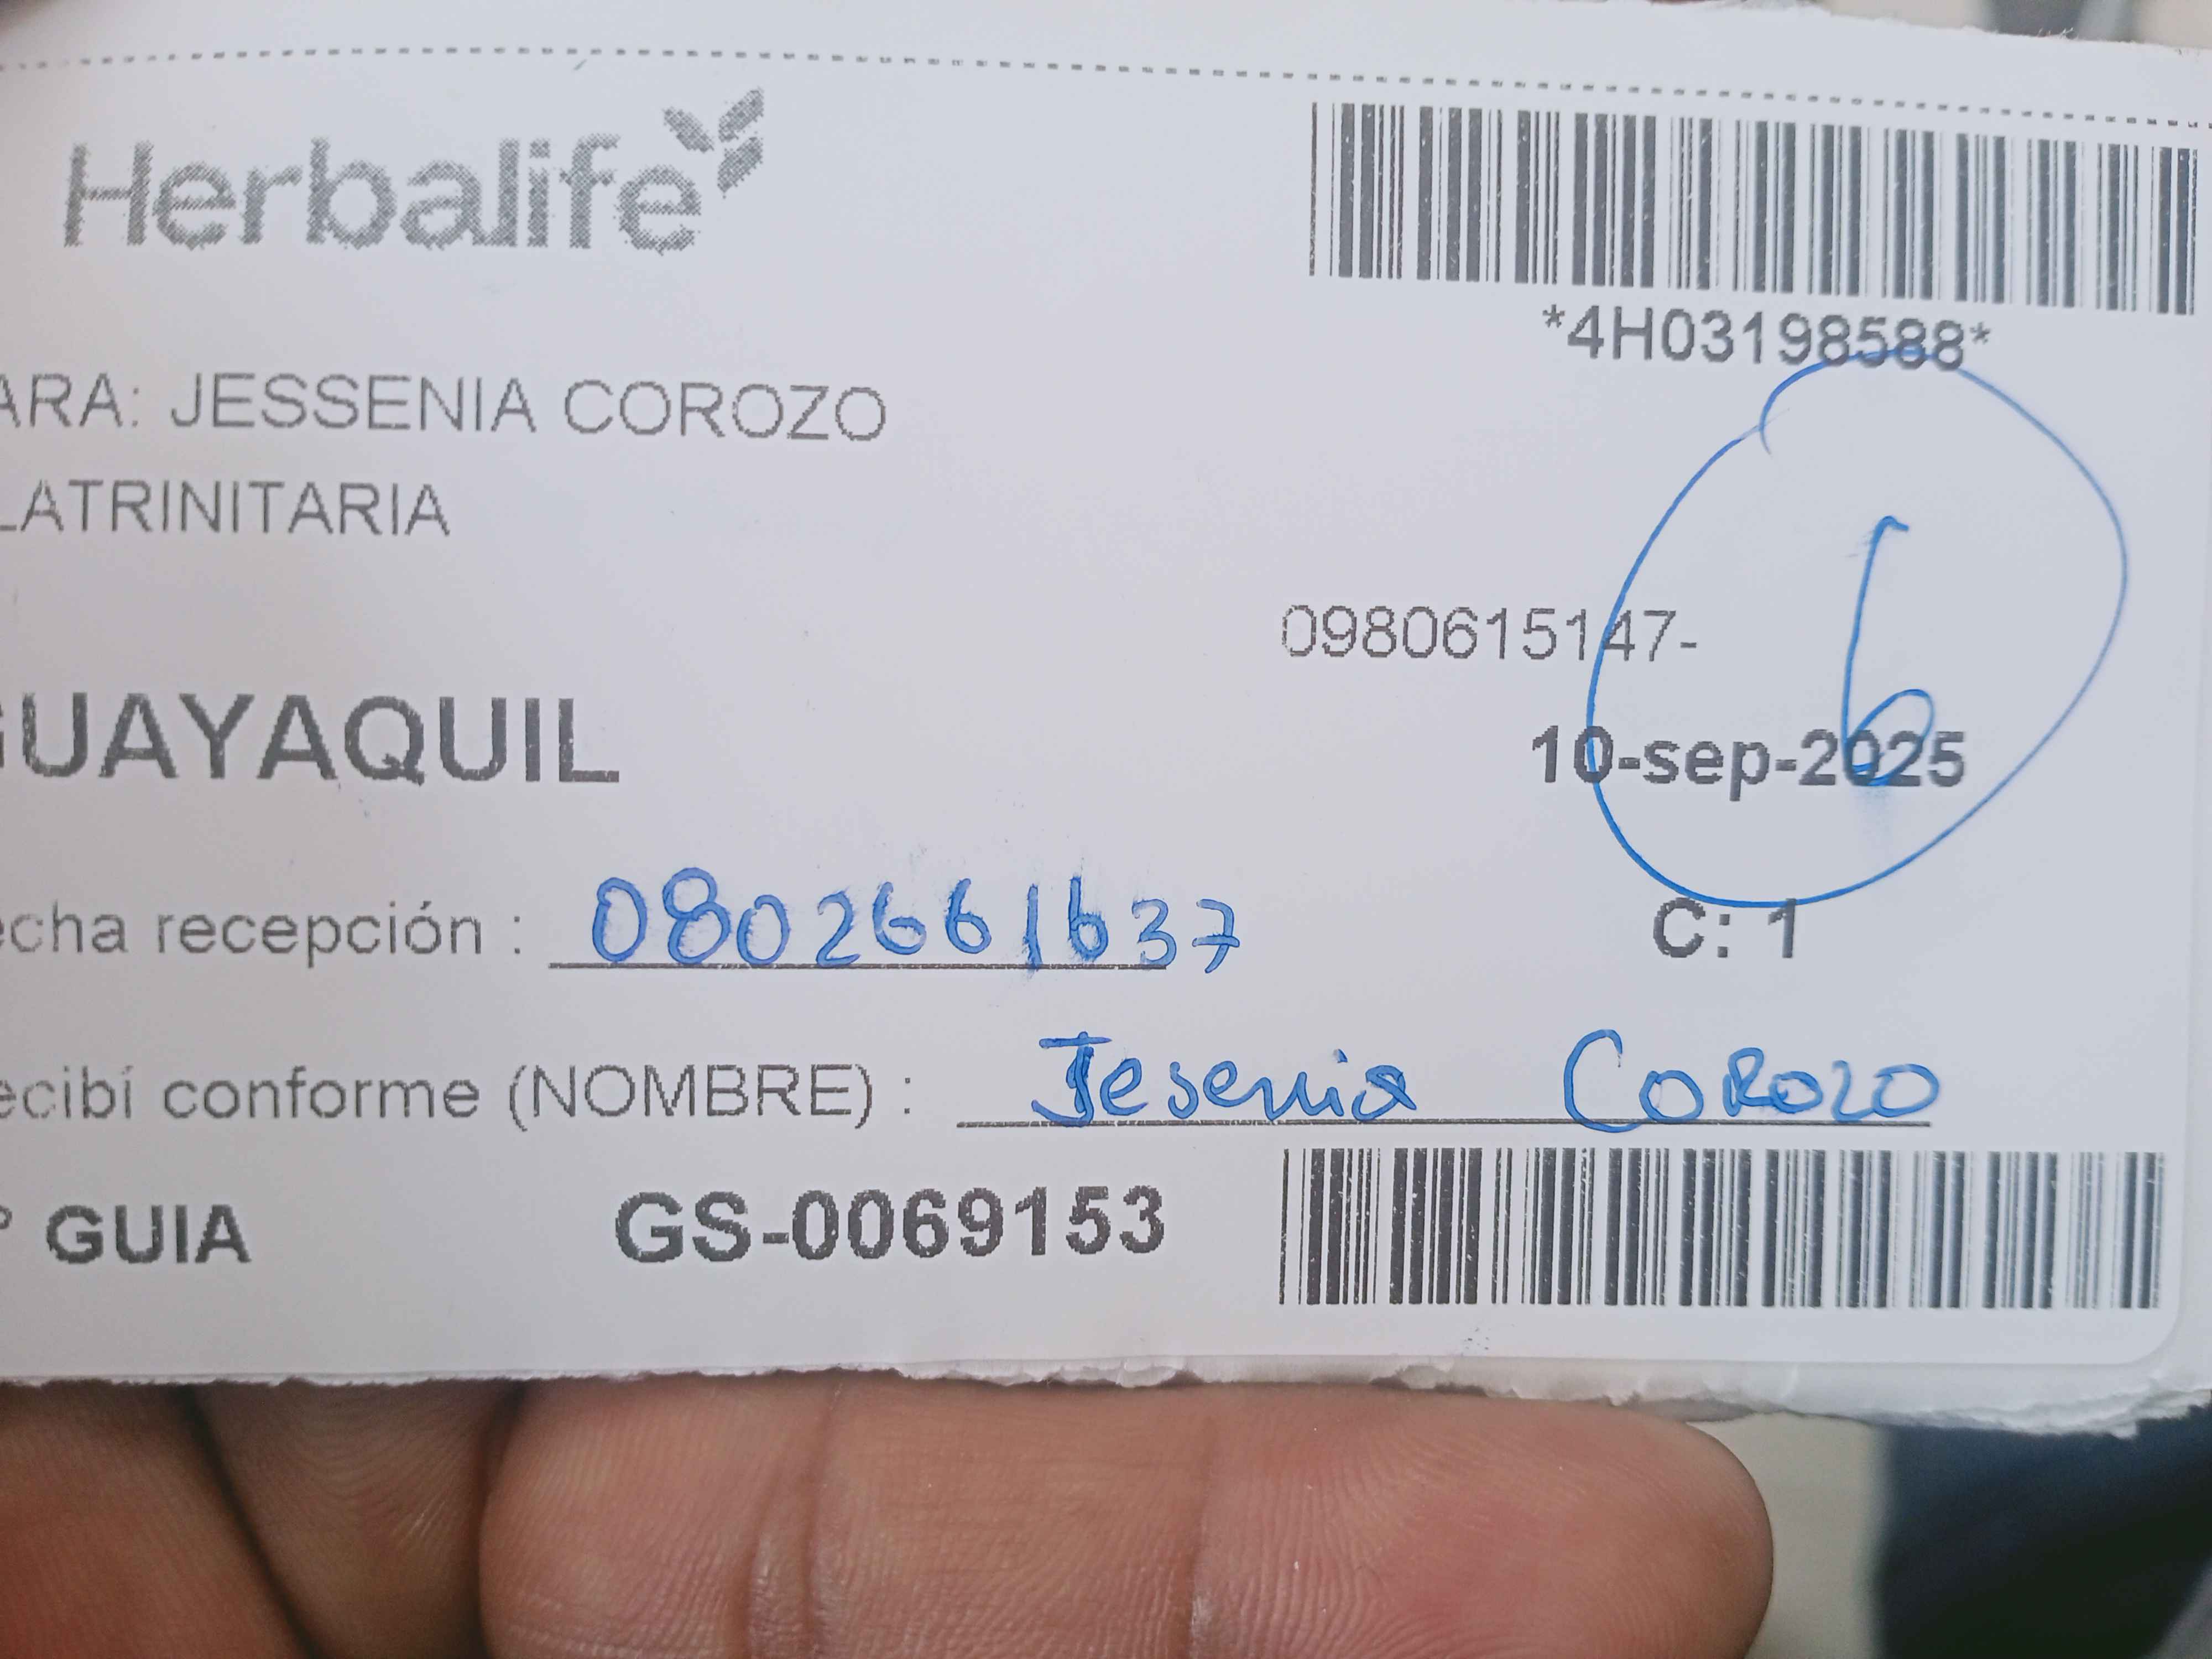 Herbalife
*4H03198588*
ARA: JESSENIA COROZO
LATRINITARIA
0980615147-
6
GUAYAQUIL
10-sep-2025
echa recepción : 0802661637
C: 1
ecibí conforme (NOMBRE) : Jesenia COROZO
° GUIA GS-0069153